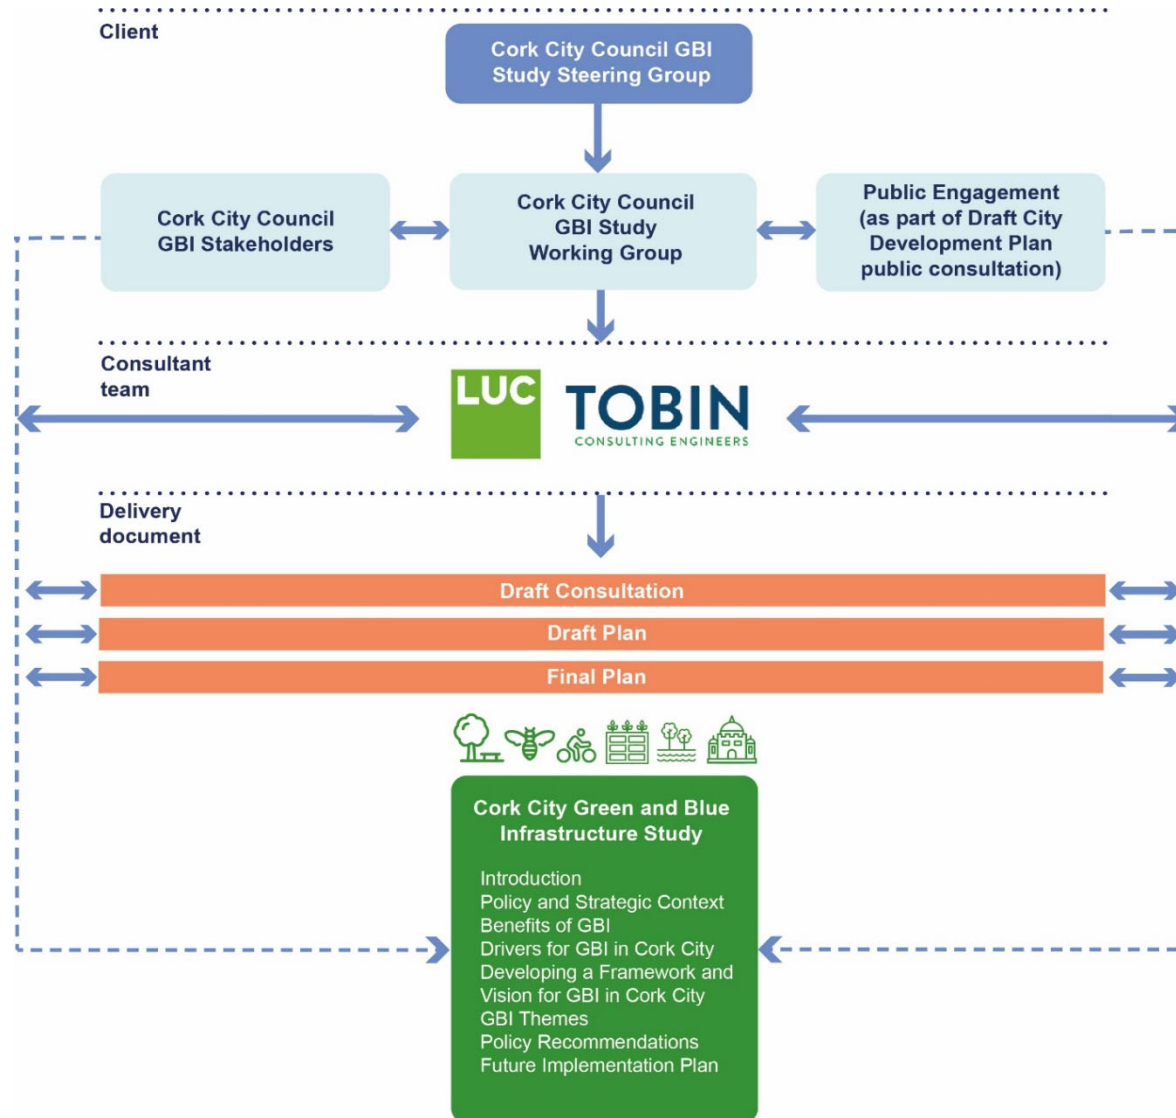 Client
Cork City Council GBI
Study Steering Group
Cork City Council
GBI Stakeholders
Cork City Council
GBI Study
Working Group
Public Engagement
(as part of Draft City
Development Plan
public consultation)
Consultant
team
LUC
TOBIN
CONSULTING ENGINEERS
Delivery
document
Draft Consultation
Draft Plan
Final Plan
Cork City Green and Blue
Infrastructure Study
Introduction
Policy and Strategic Context
Benefits of GBI
Drivers for GBI in Cork City
Developing a Framework and
Vision for GBI in Cork City
GBI Themes
Policy Recommendations
Future Implementation Plan